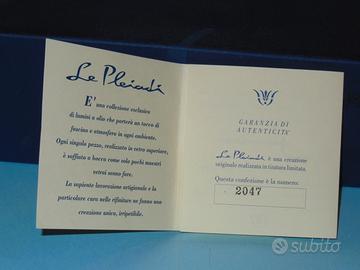 Le Pleiadi
E' una collezione esclusiva
di lumini a olio che porterà un tocco di
fascino e atmosfera in ogni ambiente.
Ogni singolo pezzo, realizzato in vetro superiore,
è soffiato a bocca come solo pochi maestri
vetrai sanno fare.
La sapiente lavorazione artigianale e la
particolare cura nelle rifiniture ne fanno una
creazione unica, irripetibile.
GARANZIA DI
AUTENTICITA'
Le Pleiadi è una creazione
originale realizzata in tiratura limitata.
Questa confezione è la numero:
2047
subito